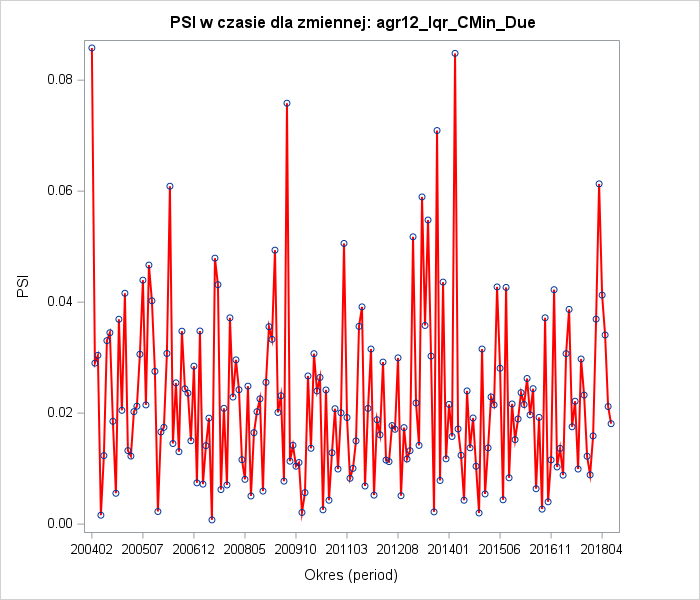 PSI w czasie dla zmiennej: agr12_Iqr_CMin_Due
PSI
0.08
0.06
0.04
0.02
0.00
200402 200507 200612 200805 200910 201103 201208 201401 201506 201611 201804
Okres (period)